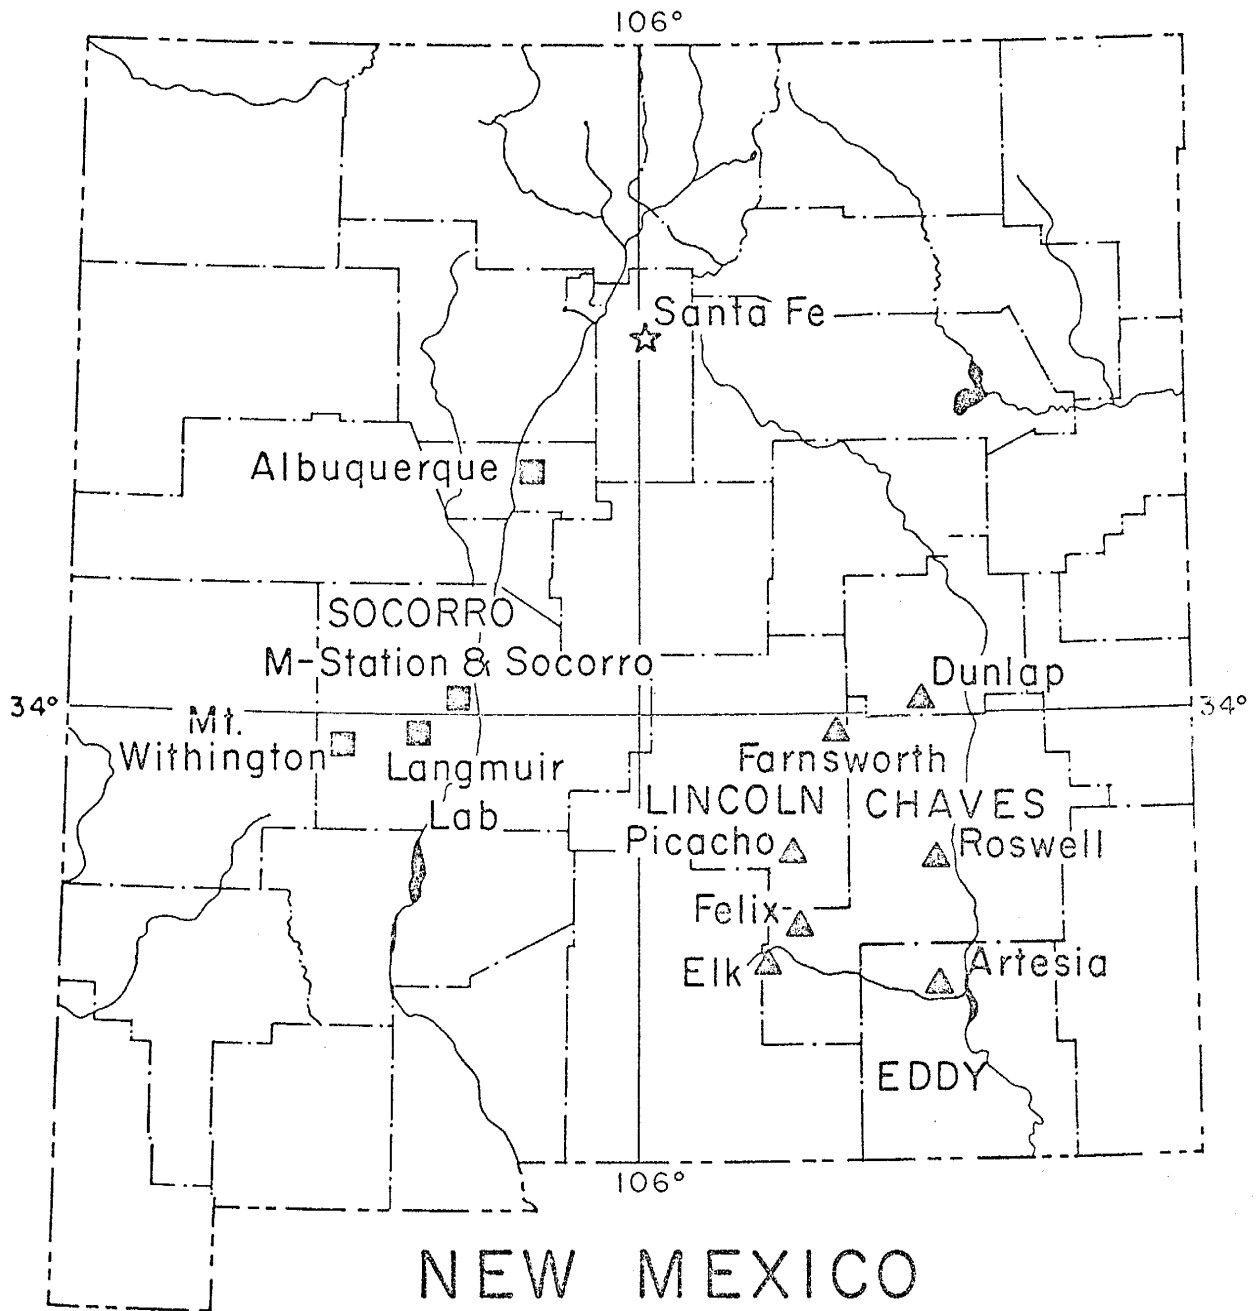 106°
Santa Fe
Albuquerque
SOCORRO
M-Station & Socorro
Dunlap
34°
34°
Mt.
Withington
Langmuir
Lab
Farnsworth
LINCOLN
CHAVES
Picacho
Roswell
Felix
Elk
Artesia
EDDY
106°
NEW MEXICO